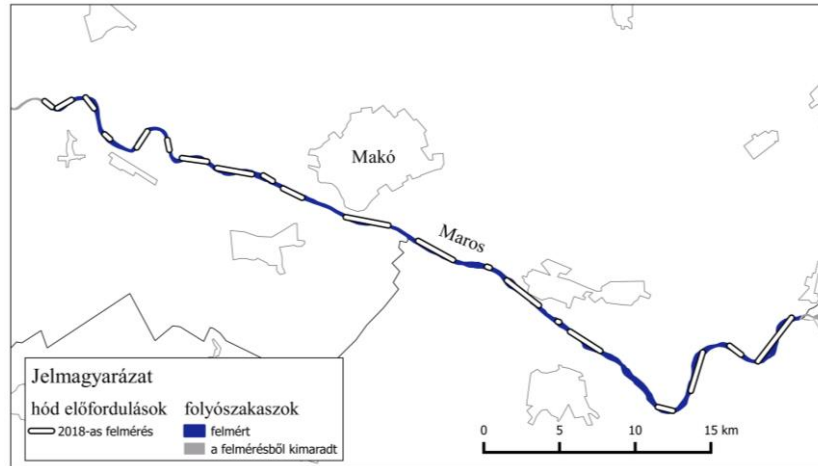 Makó
Maros
Jelmagyarázat
hód előfordulások
2018-as felmérés
folyószakaszok
felmért
a felmérésből kimaradt
0 5 10 15 km